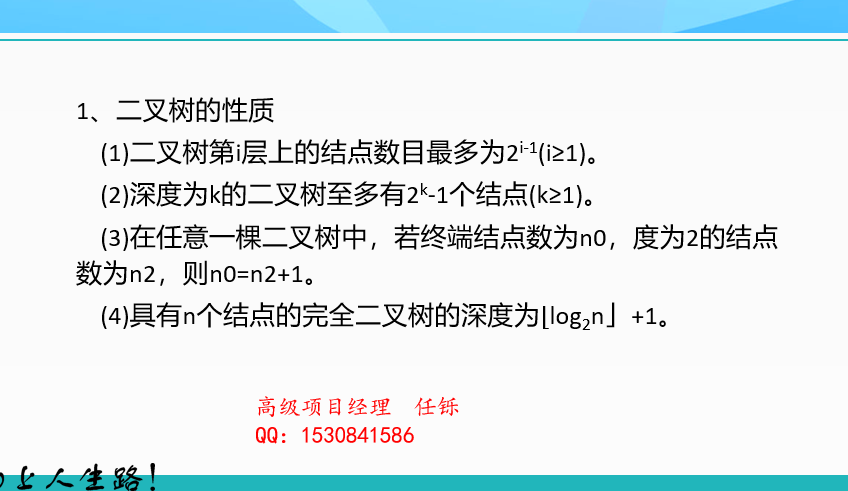 1、二叉树的性质
(1)二叉树第i层上的结点数目最多为2^{i-1}(i≥1)。
(2)深度为k的二叉树至多有2^k-1个结点(k≥1)。
(3)在任意一棵二叉树中，若终端结点数为n0，度为2的结点
数为n2，则n0=n2+1。
(4)具有n个结点的完全二叉树的深度为⌊log₂n」+1。
高级项目经理 任铄
QQ：1530841586
上人生路！